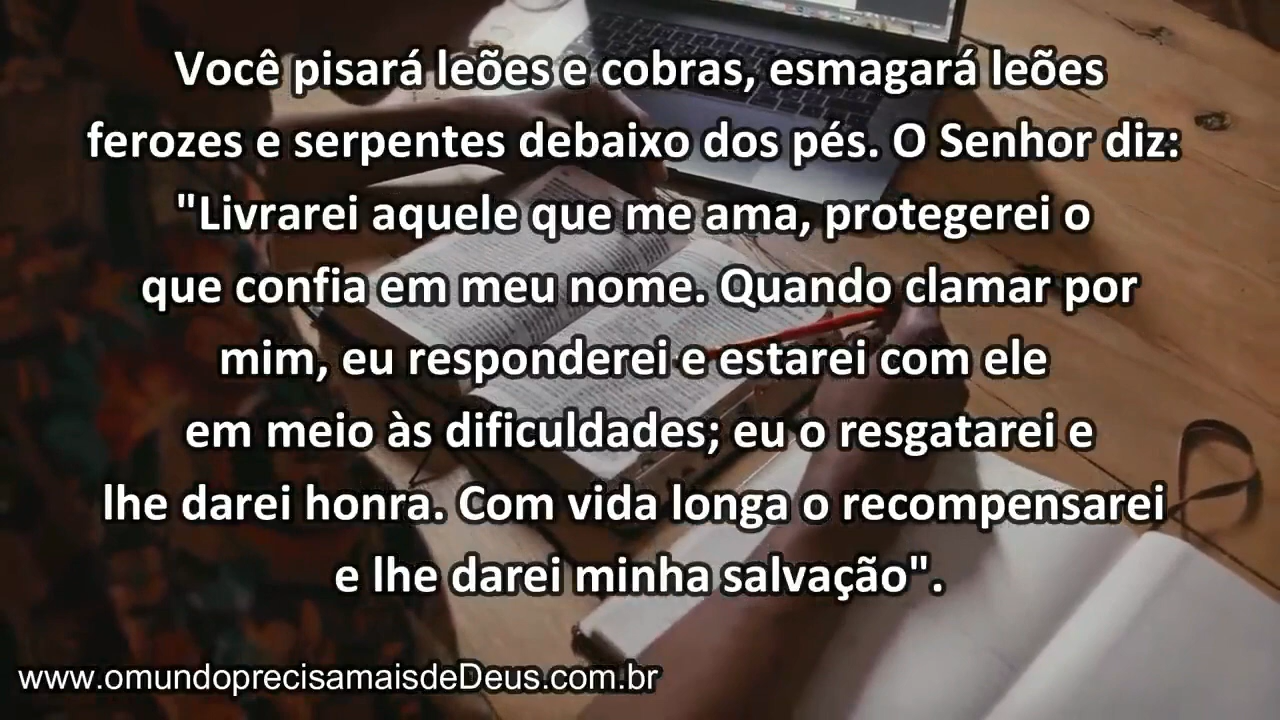 Você pisará leões e cobras, esmagará leões
ferozes e serpentes debaixo dos pés. O Senhor diz:
"Livrarei aquele que me ama, protegerei o
que confia em meu nome. Quando clamar por
mim, eu responderei e estarei com ele
em meio às dificuldades; eu o resgatarei e
lhe darei honra. Com vida longa o recompensarei
e lhe darei minha salvação".
www.omundoprecisamaisdeDeus.com.br